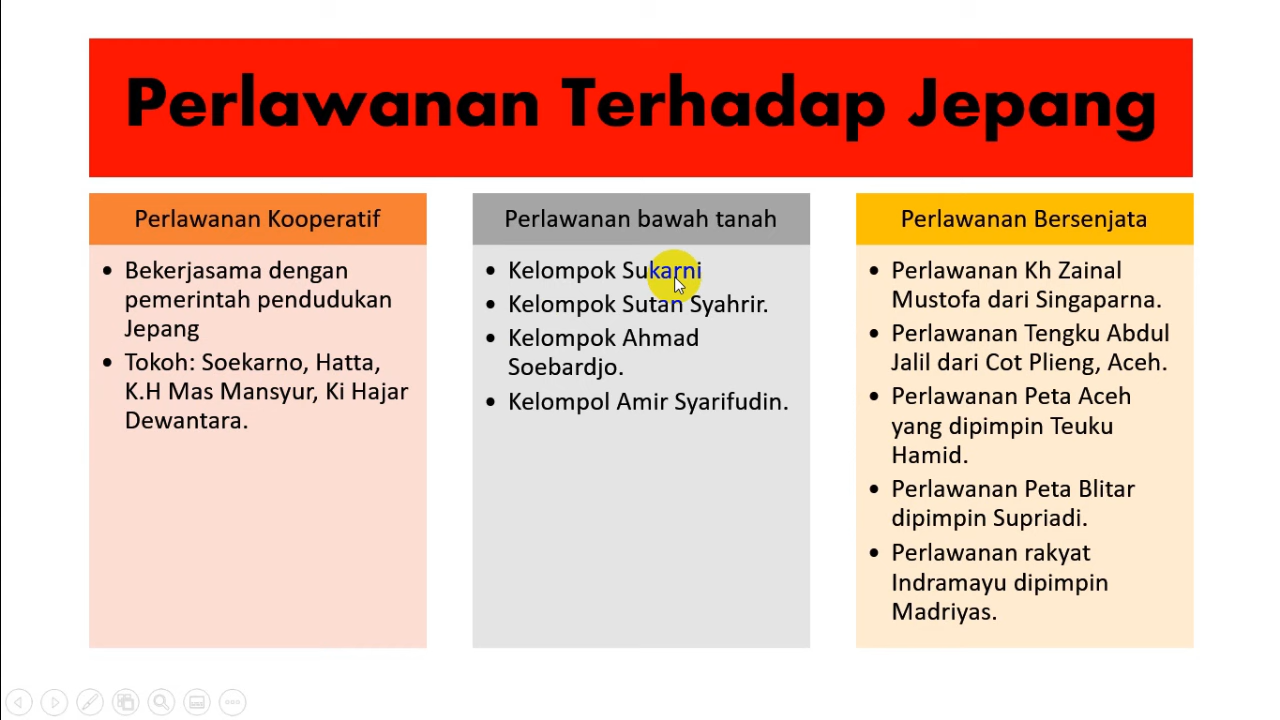 Perlawanan Terhadap Jepang
Perlawanan Kooperatif
• Bekerjasama dengan
pemerintah pendudukan
Jepang
• Tokoh: Soekarno, Hatta,
K.H Mas Mansyur, Ki Hajar
Dewantara.
Perlawanan bawah tanah
• Kelompok Sukarni
• Kelompok Sutan Syahrir.
• Kelompok Ahmad
Soebardjo.
• Kelompol Amir Syarifudin.
Perlawanan Bersenjata
• Perlawanan Kh Zainal
Mustofa dari Singaparna.
• Perlawanan Tengku Abdul
Jalil dari Cot Plieng, Aceh.
• Perlawanan Peta Aceh
yang dipimpin Teuku
Hamid.
• Perlawanan Peta Blitar
dipimpin Supriadi.
• Perlawanan rakyat
Indramayu dipimpin
Madriyas.